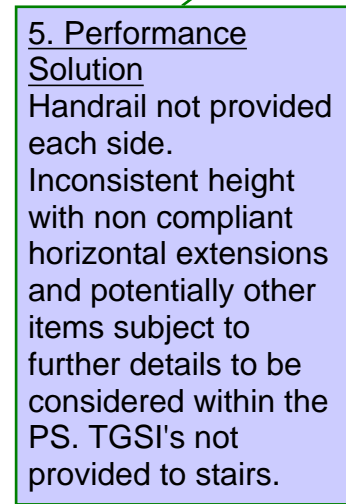 5. Performance
Solution
Handrail not provided
each side.
Inconsistent height
with non compliant
horizontal extensions
and potentially other
items subject to
further details to be
considered within the
PS. TGSI's not
provided to stairs.